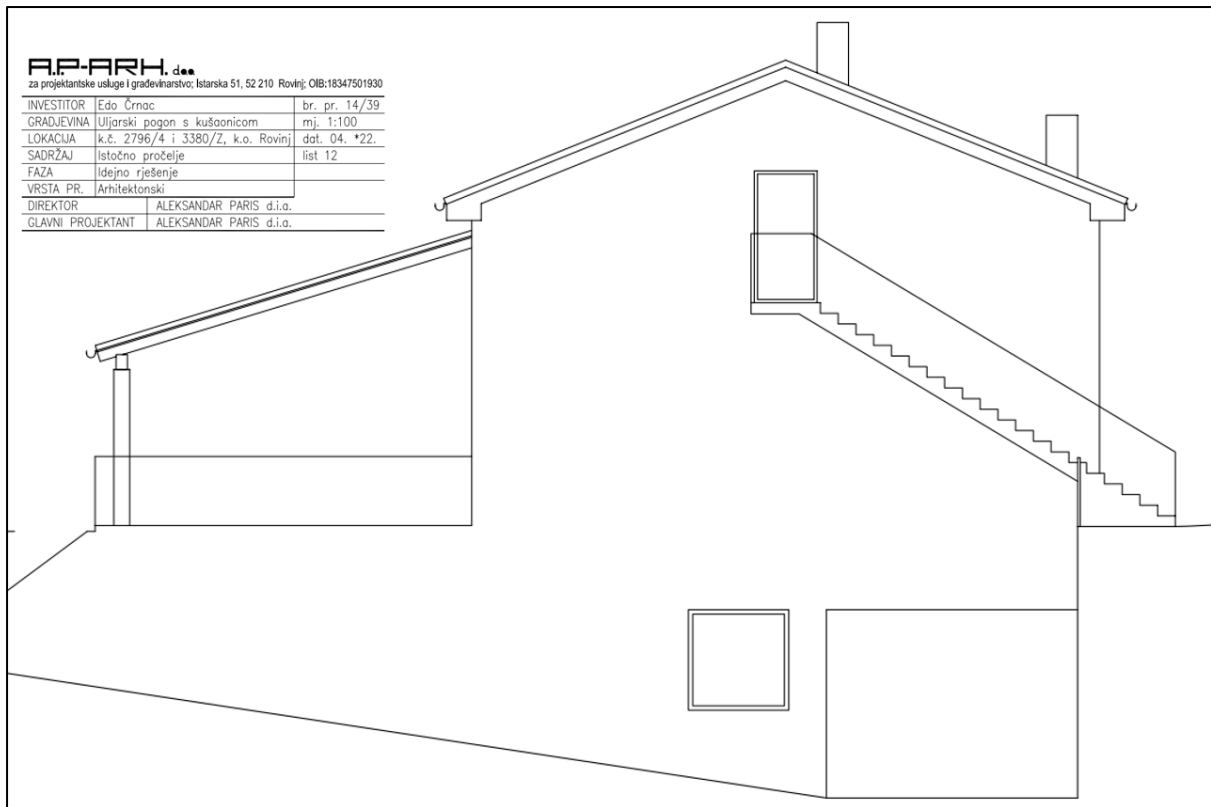 A.P-ARH. d.o.o.
za projektantske usluge i građevinarstvo; Istarska 51, 52 210 Rovinj; OIB:18347501930
INVESTITOR Edo Črnac br. pr. 14/39
GRADJEVINA Uljarski pogon s kušaonicom mj. 1:100
LOKACIJA k.č. 2796/4 i 3380/Z, k.o. Rovinj dat. 04. *22.
SADRŽAJ Istočno pročelje list 12
FAZA Idejno rješenje
VRSTA PR. Arhitektonski
DIREKTOR ALEKSANDAR PARIS d.i.a.
GLAVNI PROJEKTANT ALEKSANDAR PARIS d.i.a.